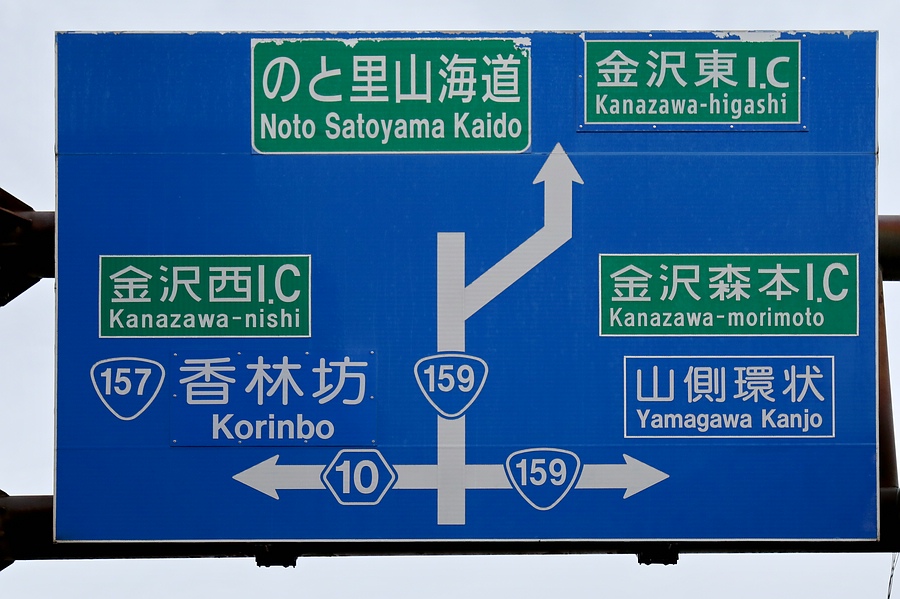 のと里山海道
Noto Satoyama Kaido
金沢東I.C
Kanazawa-higashi
金沢西I.C
Kanazawa-nishi
金沢森本I.C
Kanazawa-morimoto
157
香林坊
Korinbo
159
山側環状
Yamagawa Kanjo
10
159